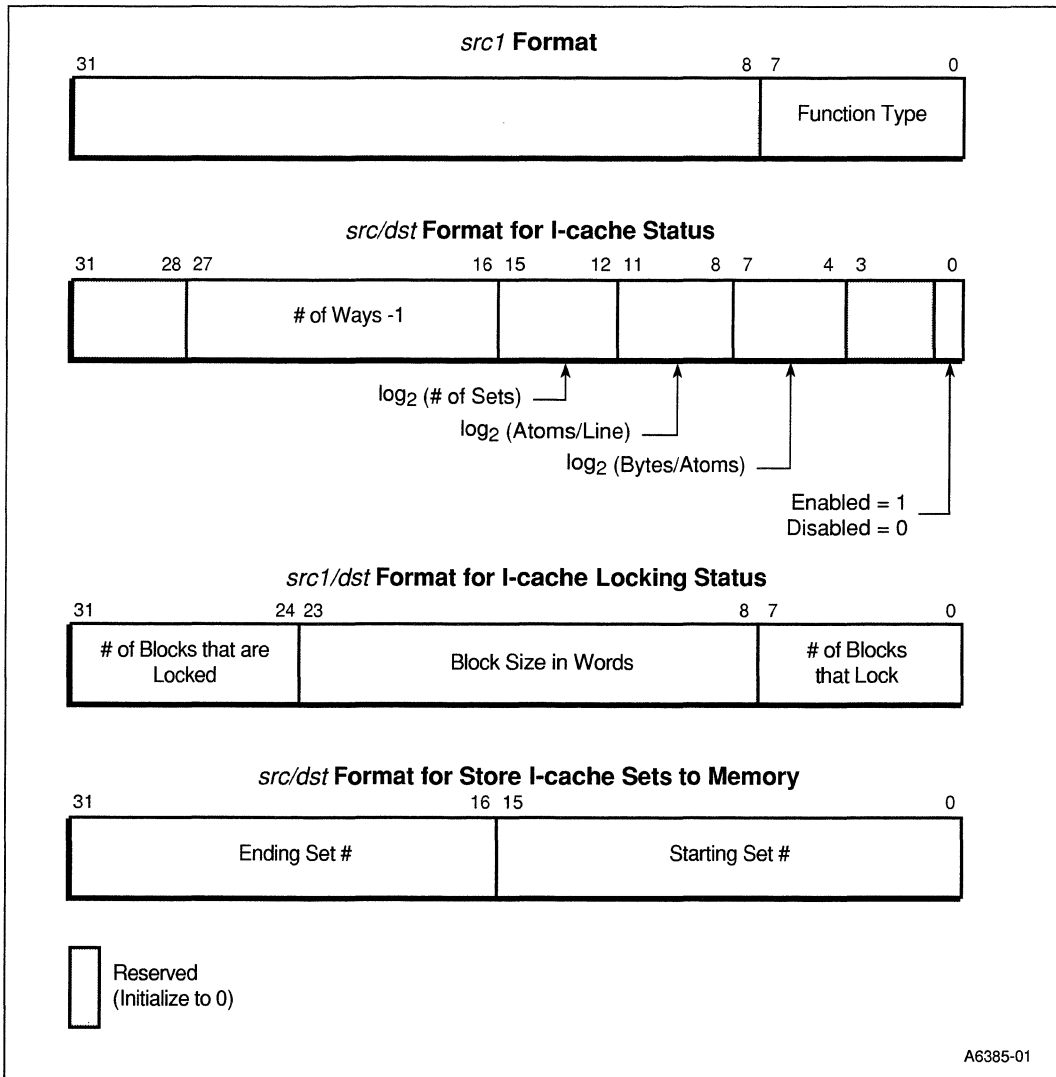 src1 Format
31 8 7 0
Function Type
src/dst Format for I-cache Status
31 28 27 16 15 12 11 8 7 4 3 0
# of Ways -1
log2 (# of Sets)
log2 (Atoms/Line)
log2 (Bytes/Atoms)
Enabled = 1
Disabled = 0
src1/dst Format for I-cache Locking Status
31 24 23 8 7 0
# of Blocks that are
Locked
Block Size in Words
# of Blocks
that Lock
src/dst Format for Store I-cache Sets to Memory
31 16 15 0
Ending Set #
Starting Set #
Reserved
(Initialize to 0)
A6385-01